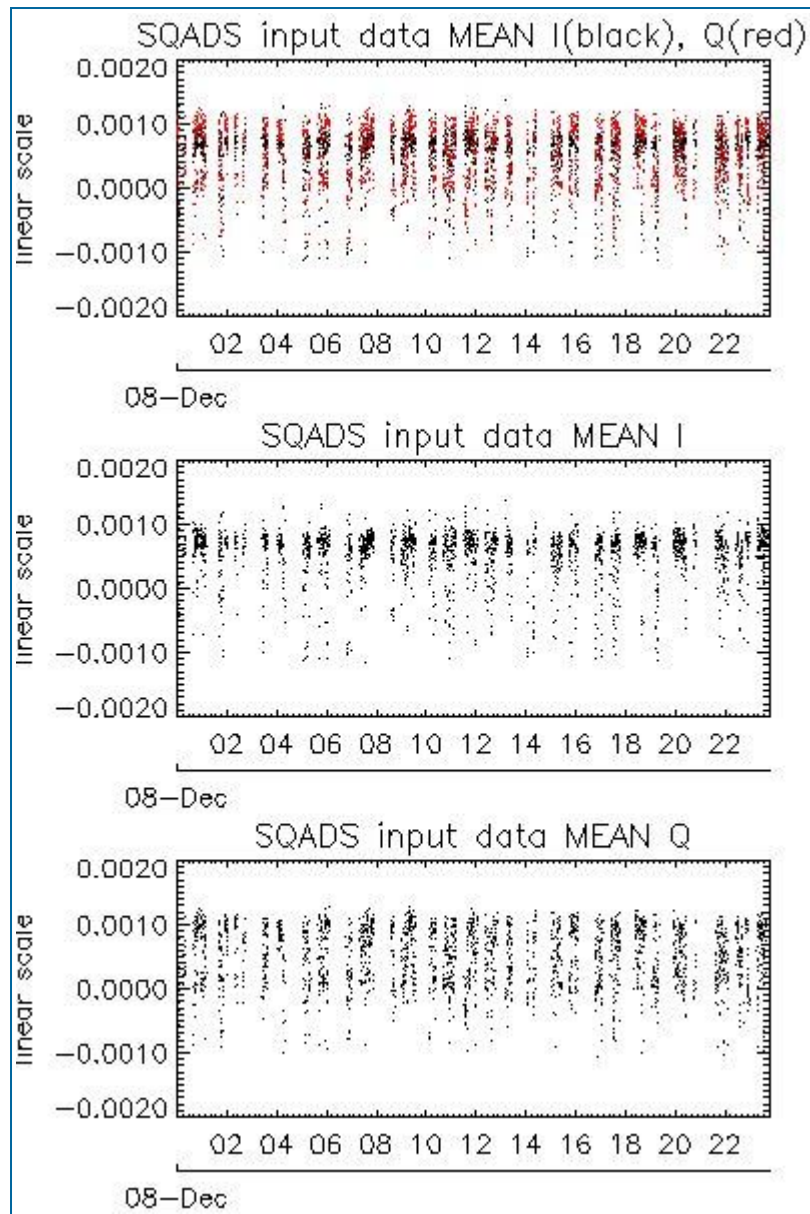 SQADS input data MEAN I(black), Q(red)
linear scale
0.0020
0.0010
0.0000
−0.0010
−0.0020
02 04 06 08 10 12 14 16 18 20 22
08−Dec
SQADS input data MEAN I
linear scale
0.0020
0.0010
0.0000
−0.0010
−0.0020
02 04 06 08 10 12 14 16 18 20 22
08−Dec
SQADS input data MEAN Q
linear scale
0.0020
0.0010
0.0000
−0.0010
−0.0020
02 04 06 08 10 12 14 16 18 20 22
08−Dec